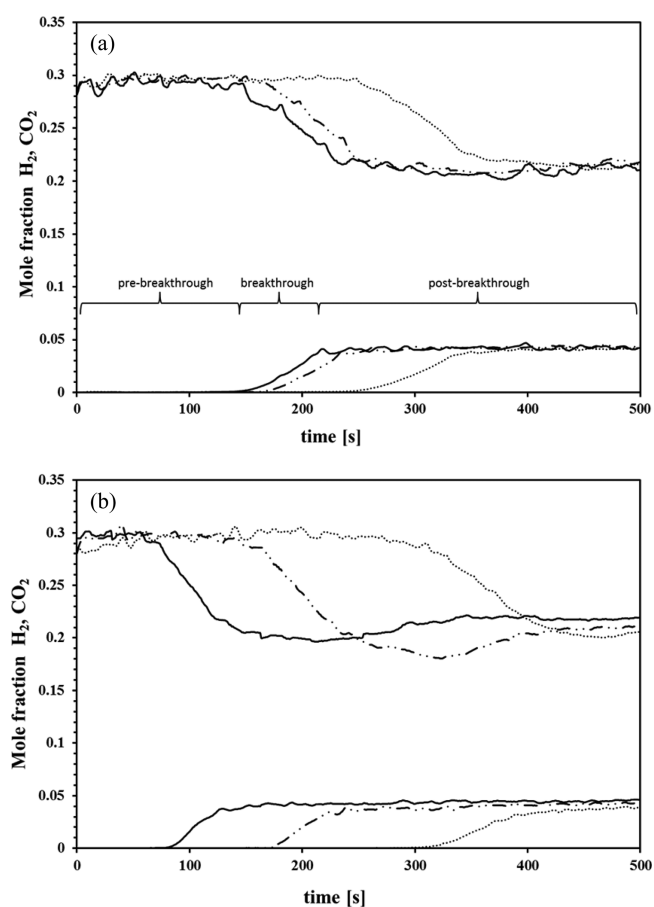 (a)
Mole fraction H₂, CO₂
0.35
0.3
0.25
0.2
0.15
0.1
0.05
0
pre-breakthrough breakthrough post-breakthrough
0 100 200 300 400 500
time [s]
(b)
Mole fraction H₂, CO₂
0.35
0.3
0.25
0.2
0.15
0.1
0.05
0
0 100 200 300 400 500
time [s]